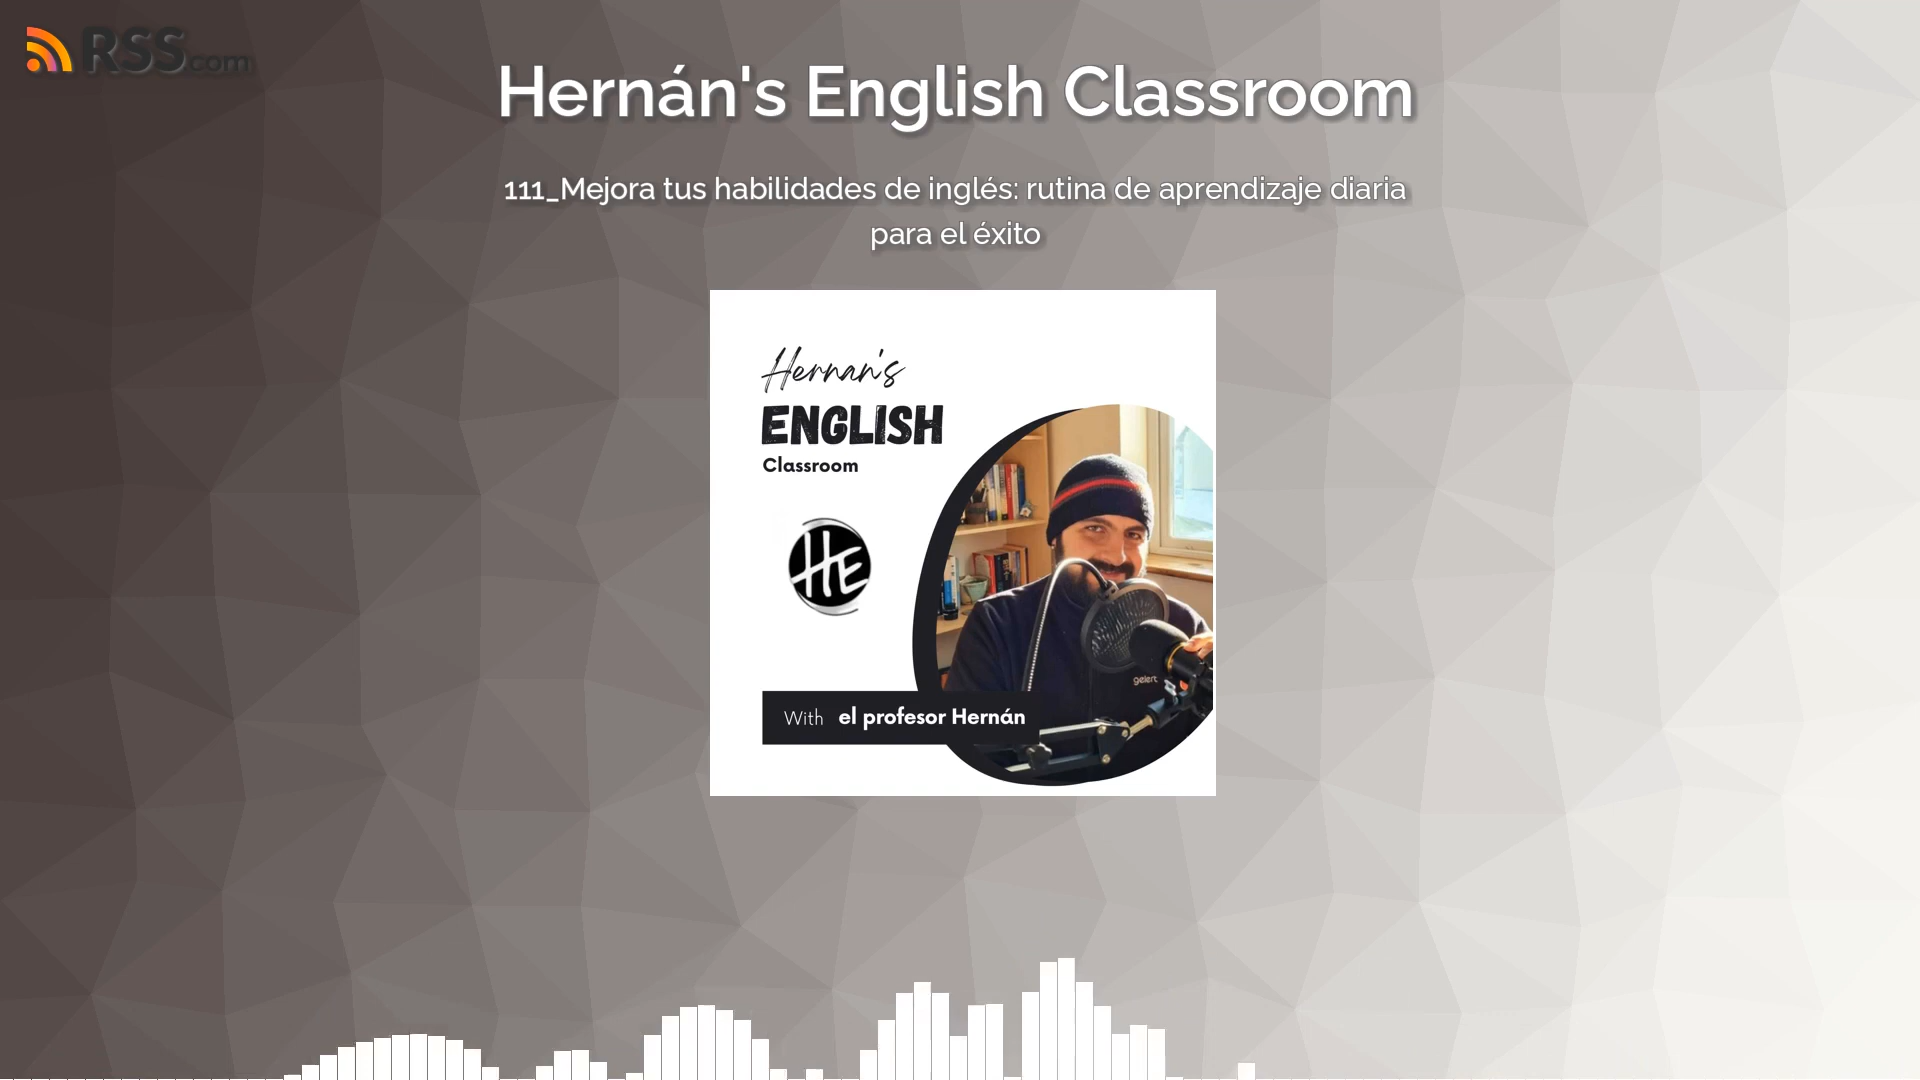 RSS.com
Hernán's English Classroom
111_Mejora tus habilidades de inglés: rutina de aprendizaje diaria
para el éxito
Hernan's
ENGLISH
Classroom
HE
gelert
With el profesor Hernán